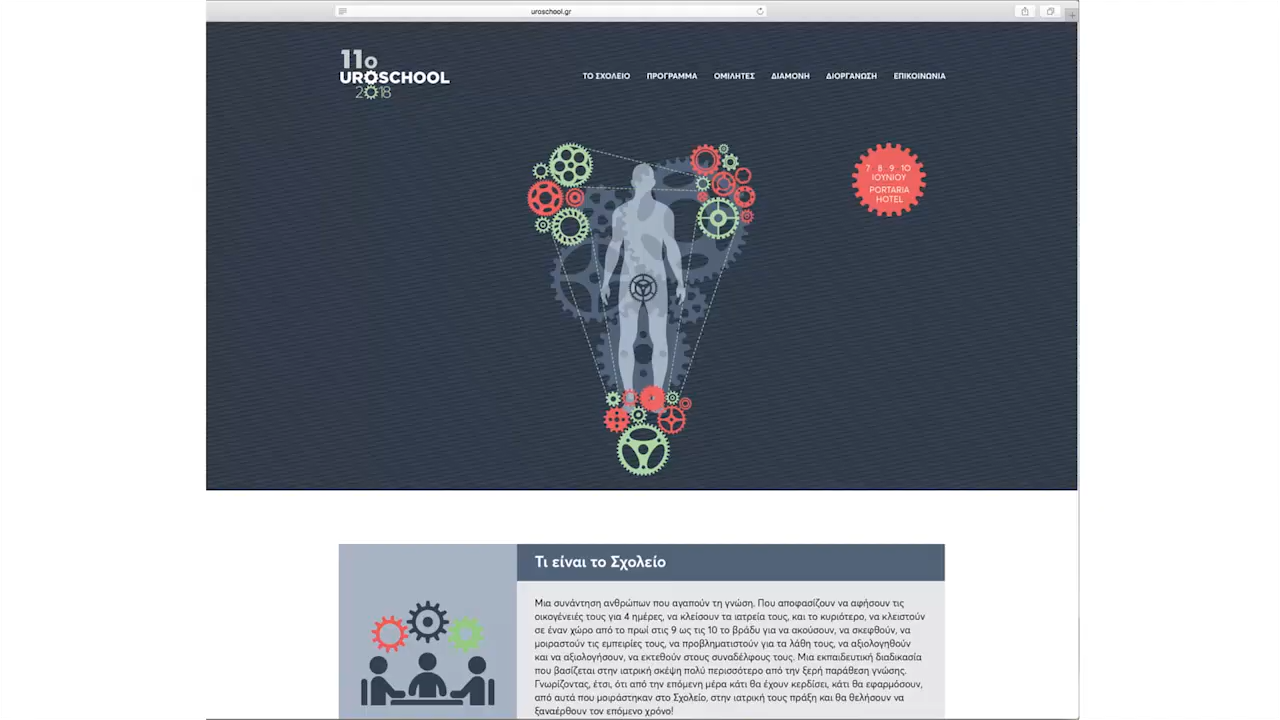 uroschool.gr
11ο
UROSCHOOL
2018
ΤΟ ΣΧΟΛΕΙΟ ΠΡΟΓΡΑΜΜΑ ΟΜΙΛΗΤΕΣ ΔΙΑΜΟΝΗ ΔΙΟΡΓΑΝΩΣΗ ΕΠΙΚΟΙΝΩΝΙΑ
7 8 9 10
ΙΟΥΝΙΟΥ
PORTARIA
HOTEL
Τι είναι το Σχολείο
Μια συνάντηση ανθρώπων που αγαπούν τη γνώση. Που αποφασίζουν να αφήσουν τις
οικογένειές τους για 4 ημέρες, να κλείσουν τα ιατρεία τους, και το κυριότερο, να κλειστούν
σε έναν χώρο από το πρωί στις 9 ως τις 10 το βράδυ για να ακούσουν, να σκεφθούν, να
μοιραστούν τις εμπειρίες τους, να προβληματιστούν για τα λάθη τους, να αξιολογηθούν
και να αξιολογήσουν, να εκτεθούν στους συναδέλφους τους. Μια εκπαιδευτική διαδικασία
που βασίζεται στην ιατρική σκέψη πολύ περισσότερο από την ξερή παράθεση γνώσης.
Γνωρίζοντας, έτσι, ότι από την επόμενη μέρα κάτι θα έχουν κερδίσει, κάτι θα εφαρμόσουν,
από αυτά που μοιράστηκαν στο Σχολείο, στην ιατρική τους πράξη και θα θελήσουν να
ξαναέρθουν τον επόμενο χρόνο!